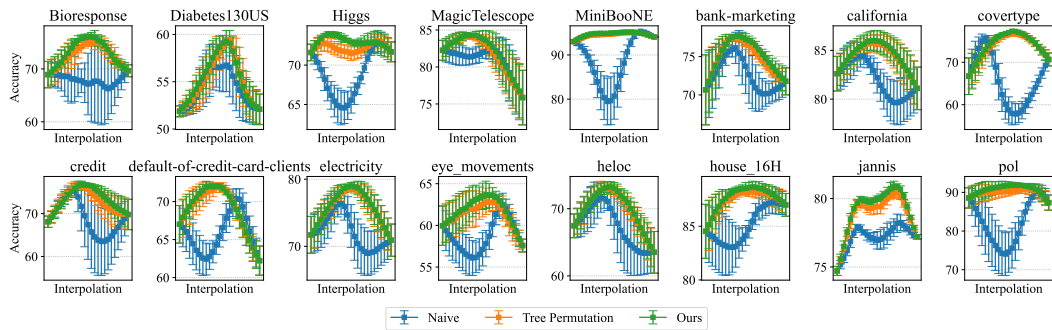 Bioresponse Diabetes130US Higgs MagicTelescope MiniBooNE bank-marketing california covertype
Accuracy
70
60
Interpolation
60
55
50
Interpolation
70
65
Interpolation
85
80
75
Interpolation
90
80
Interpolation
75
70
Interpolation
85
80
Interpolation
70
60
Interpolation
credit default-of-credit-card-clients electricity eye_movements heloc house_16H jannis pol
Accuracy
70
60
Interpolation
70
65
60
Interpolation
80
70
Interpolation
65
60
55
Interpolation
70
60
Interpolation
85
80
Interpolation
80
75
Interpolation
90
80
70
Interpolation
Naive Tree Permutation Ours